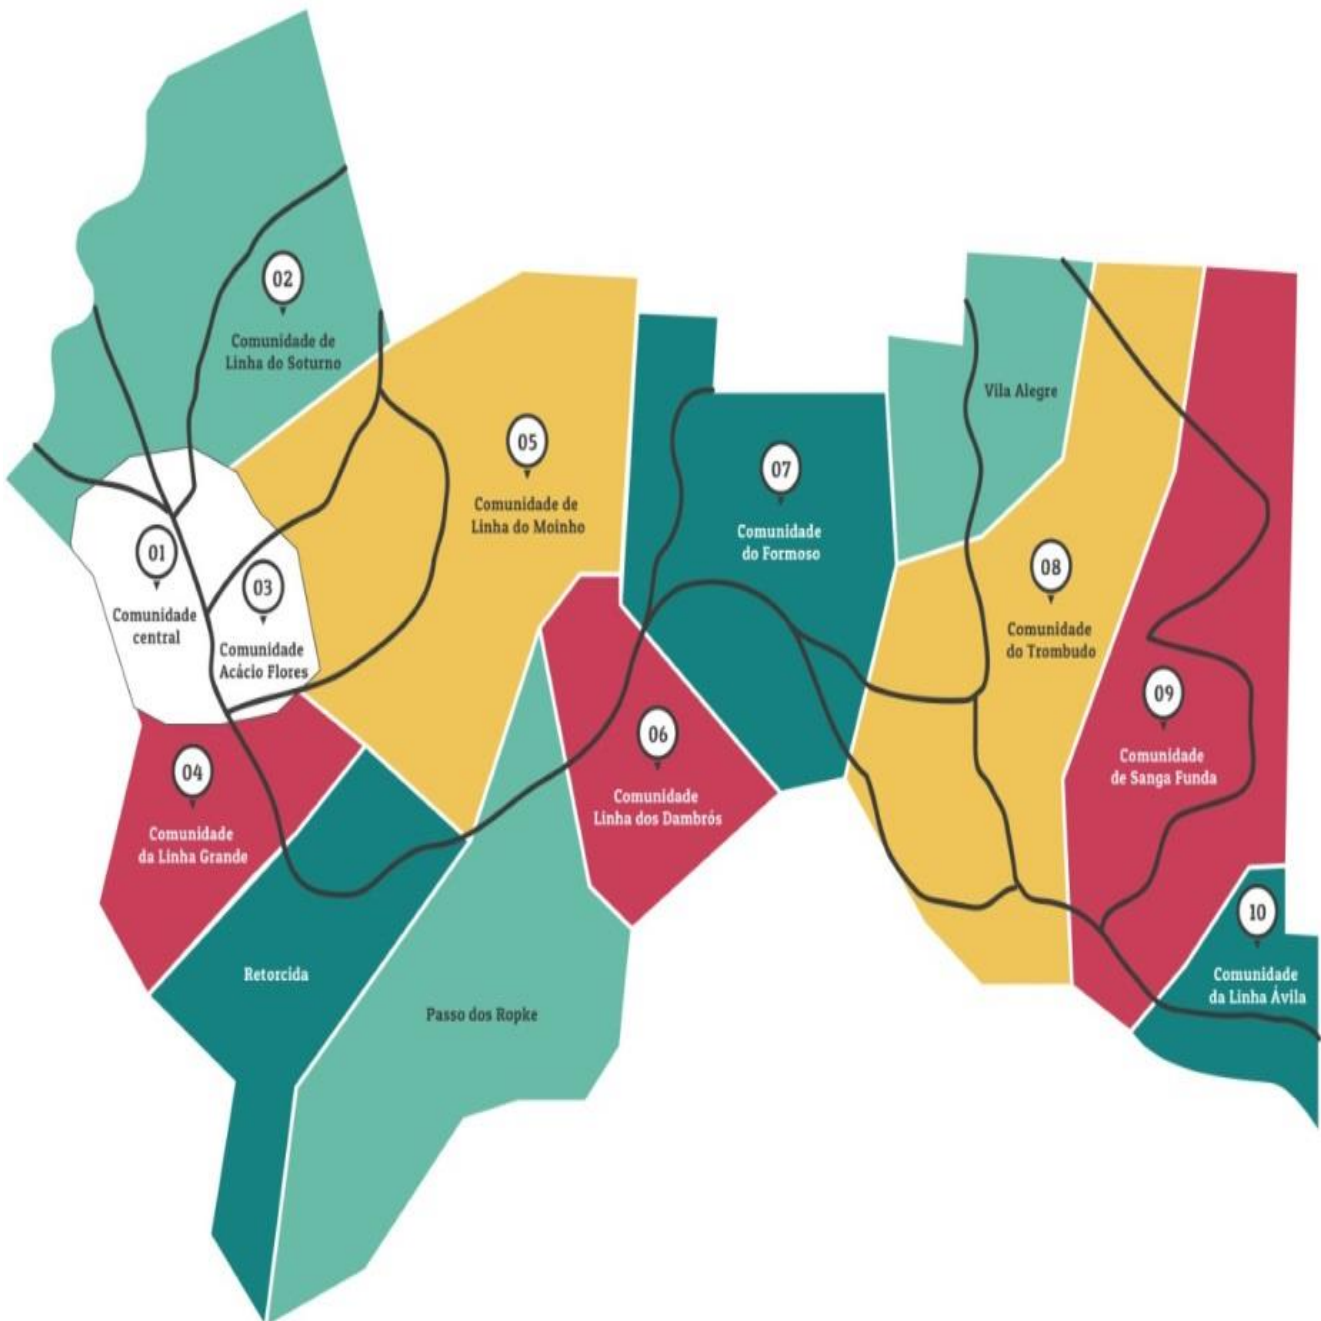 02
Comunidade de
Linha do Soturno
Vila Alegre
05
Comunidade de
Linha do Moinho
07
Comunidade
do Formoso
01
Comunidade
central
03
Comunidade
Acácio Flores
08
Comunidade
do Trombudo
04
Comunidade
da Linha Grande
06
Comunidade
Linha dos Dambrós
09
Comunidade
de Sanga Funda
10
Comunidade
da Linha Ávila
Retorcida
Passo dos Ropke